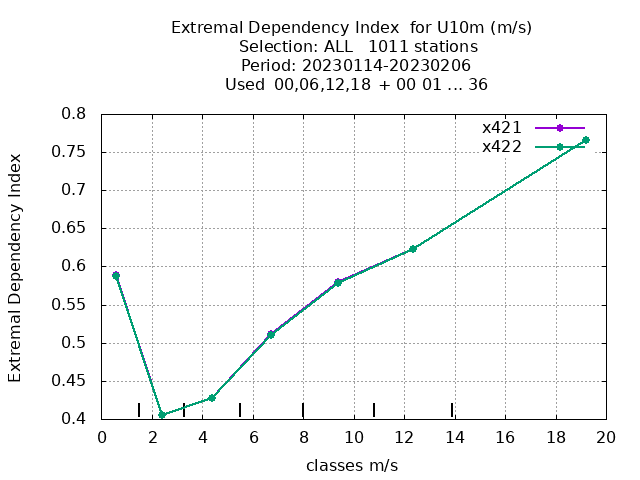 Extremal Dependency Index  for U10m (m/s)
Selection: ALL   1011 stations
Period: 20230114-20230206
Used  00,06,12,18  + 00 01 ... 36
x421
x422
Extremal Dependency Index
0.8
0.75
0.7
0.65
0.6
0.55
0.5
0.45
0.4
0 2 4 6 8 10 12 14 16 18 20
classes m/s